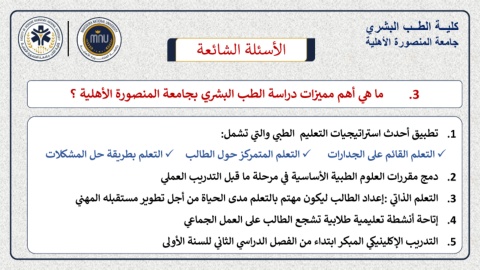 كلية الطب البشري
جامعة المنصورة الأهلية
MNU
الأسئلة الشائعة
3. ما هي أهم مميزات دراسة الطب البشري بجامعة المنصورة الأهلية ؟
1. تطبيق أحدث استراتيجيات التعليم الطبي والتي تشمل:
✓ التعلم القائم على الجدارات ✓ التعلم المتمركز حول الطالب ✓ التعلم بطريقة حل المشكلات
2. دمج مقررات العلوم الطبية الأساسية في مرحلة ما قبل التدريب العملي
3. التعلم الذاتي :إعداد الطالب ليكون مهتم بالتعلم مدى الحياة من أجل تطوير مستقبله المهني
4. إتاحة أنشطة تعليمية طلابية تشجع الطالب على العمل الجماعي
5. التدريب الإكلينيكي المبكر ابتداء من الفصل الدراسي الثاني للسنة الأولى